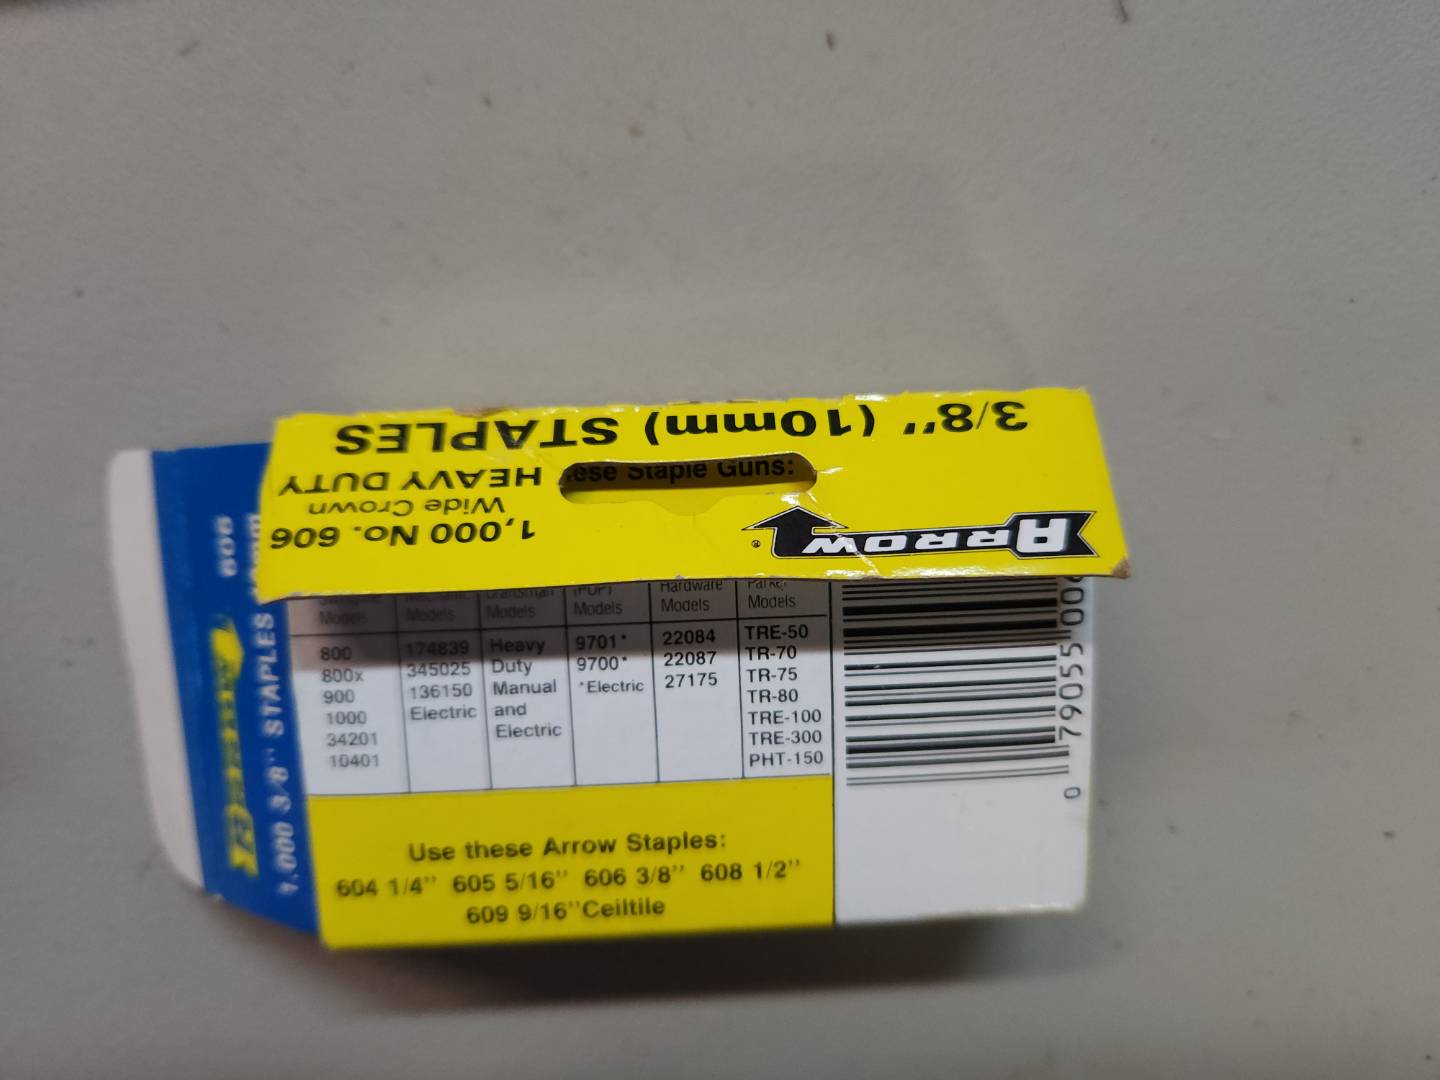 3/8" (10mm) STAPLES
HEAVY DUTY
Wide Crown
1,000 No. 606
ARROW®
Staple Guns:
Models Models Models (POP) Models Hardware Models Parker Models
800 174839 Heavy 9701* 22084 TRE-50
800x 345025 Duty 9700* 22087 TR-70
900 136150 Manual *Electric 27175 TR-75
1000 Electric and TR-80
34201 Electric TRE-100
10401 TRE-300
PHT-150
Use these Arrow Staples:
604 1/4" 605 5/16" 606 3/8" 608 1/2"
609 9/16" Ceiltile
0 79055 00
606
ARROW
1,000 3/8" STAPLES